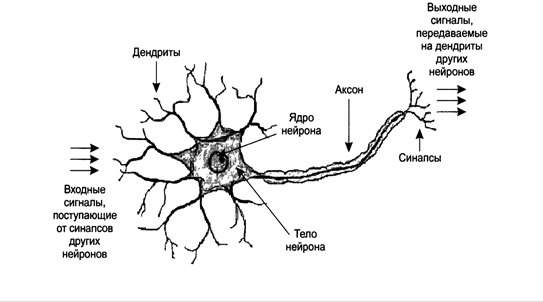 Дендриты
Выходные
сигналы,
передаваемые
на дендриты
других
нейронов
Аксон
Ядро
нейрона
Синапсы
Входные
сигналы,
поступающие
от синапсов
других
нейронов
Тело
нейрона